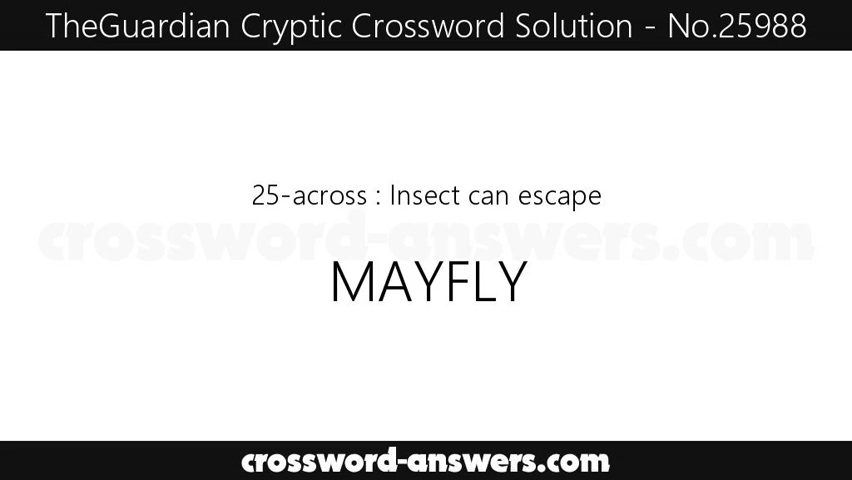 TheGuardian Cryptic Crossword Solution - No.25988
25-across : Insect can escape
crossword-answers.com
MAYFLY
crossword-answers.com